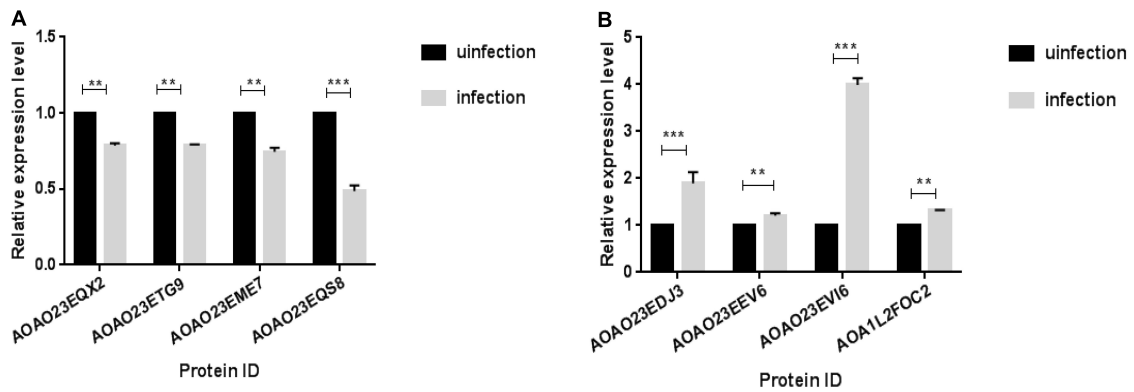 A
Relative expression level
1.5
1.0
0.5
0.0
** ** ** ***
uinfection
infection
AOAO23EQX2
AOAO23ETG9
AOAO23EME7
AOAO23EQS8
Protein ID
B
Relative expression level
5
4
3
2
1
0
*** ** *** **
uinfection
infection
AOAO23EDJ3
AOAO23EEV6
AOAO23EVI6
AOA1L2FOC2
Protein ID